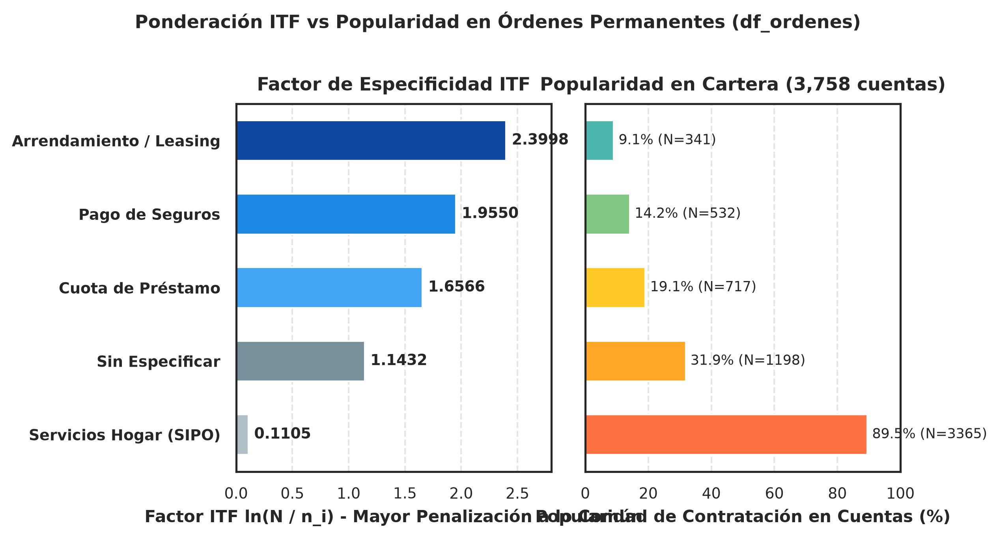 Ponderación ITF vs Popularidad en Órdenes Permanentes (df_ordenes)
Factor de Especificidad ITF
Arrendamiento / Leasing
2.3998
Pago de Seguros
1.9550
Cuota de Préstamo
1.6566
Sin Especificar
1.1432
Servicios Hogar (SIPO)
0.1105
0.0 0.5 1.0 1.5 2.0 2.5
Factor ITF ln(N / n_i) - Mayor Penalización a lo Común
Popularidad en Cartera (3,758 cuentas)
9.1% (N=341)
14.2% (N=532)
19.1% (N=717)
31.9% (N=1198)
89.5% (N=3365)
0 20 40 60 80 100
Popularidad de Contratación en Cuentas (%)